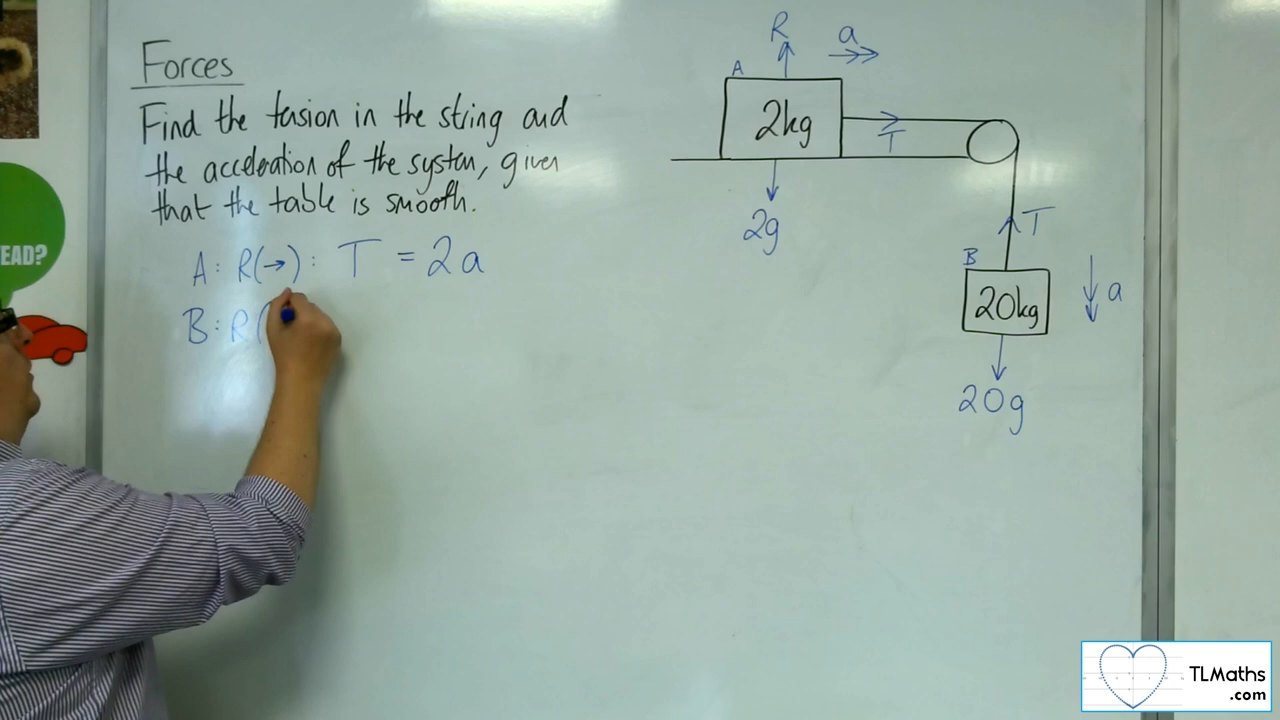 Forces
Find the tension in the string and
the acceleration of the system, given
that the table is smooth.
A: R(→): T = 2a
B: R(
R
a
A
2kg
T
2g
T
B
20kg
a
20g
EAD?
TLMaths
.com